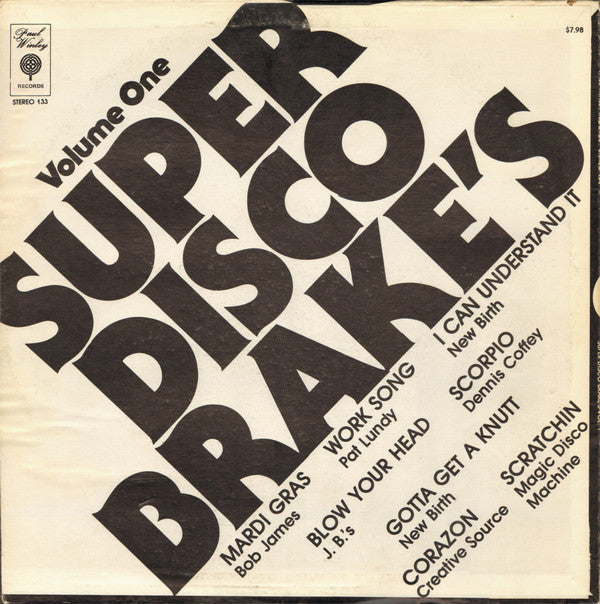 Paul
Winley
RECORDS
STEREO 133
$7.98
Volume One
SUPER
DISCO
BRAKE'S
MARDI GRAS
Bob James
WORK SONG
Pat Lundy
I CAN UNDERSTAND IT
New Birth
BLOW YOUR HEAD
J. B.'s
SCORPIO
Dennis Coffey
GOTTA GET A KNUTT
New Birth
CORAZON
Creative Source
SCRATCHIN
Magic Disco
Machine